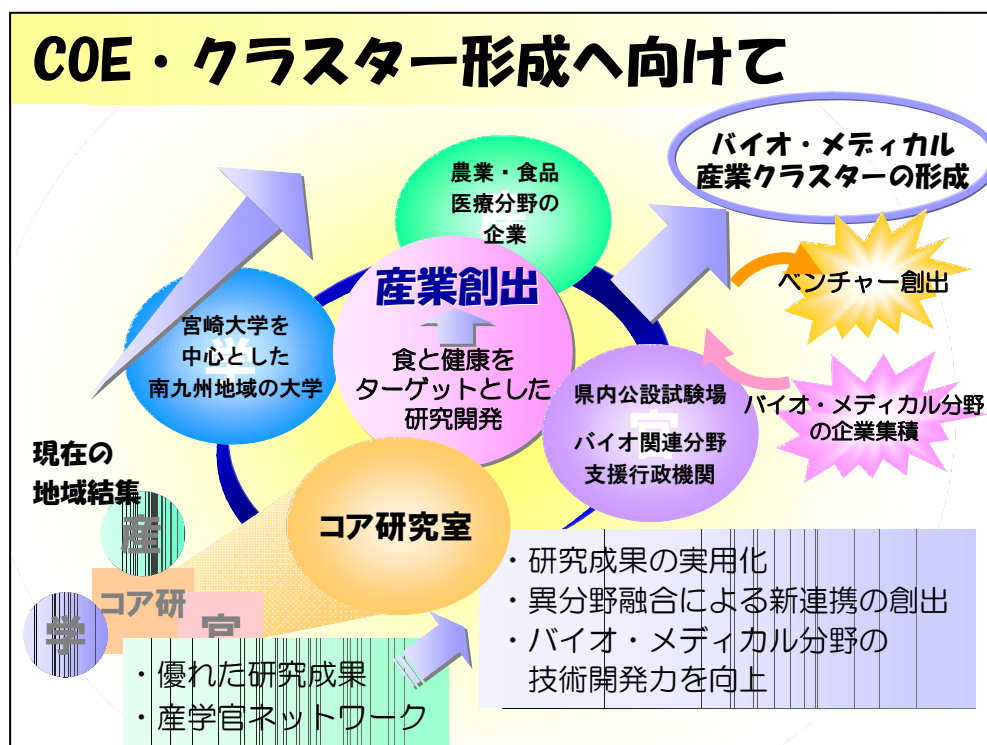 COE・クラスター形成へ向けて
バイオ・メディカル
産業クラスターの形成
農業・食品
医療分野の
企業
産
産業創出
食と健康を
ターゲットとした
研究開発
宮崎大学を
中心とした
南九州地域の大学
学
県内公設試験場
バイオ関連分野
支援行政機関
官
ベンチャー創出
バイオ・メディカル分野
の企業集積
現在の
地域結集
産
コア研
学
官
コア研究室
・優れた研究成果
・産学官ネットワーク
・研究成果の実用化
・異分野融合による新連携の創出
・バイオ・メディカル分野の
技術開発力を向上